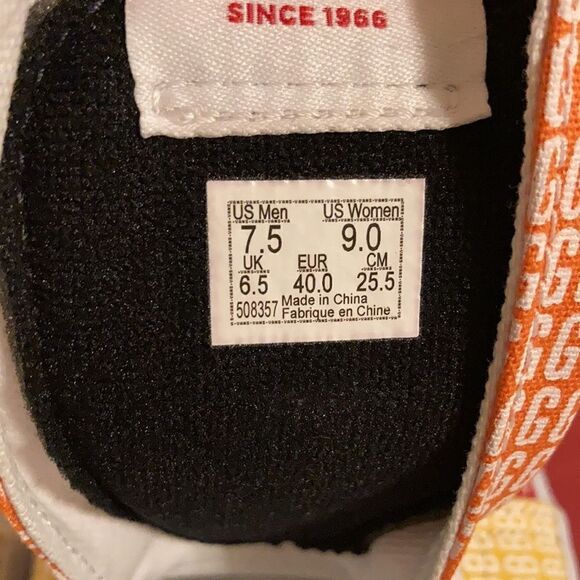 SINCE 1966
US Men US Women
7.5 9.0
UK EUR CM
6.5 40.0 25.5
508357 Made in China
Fabrique en Chine